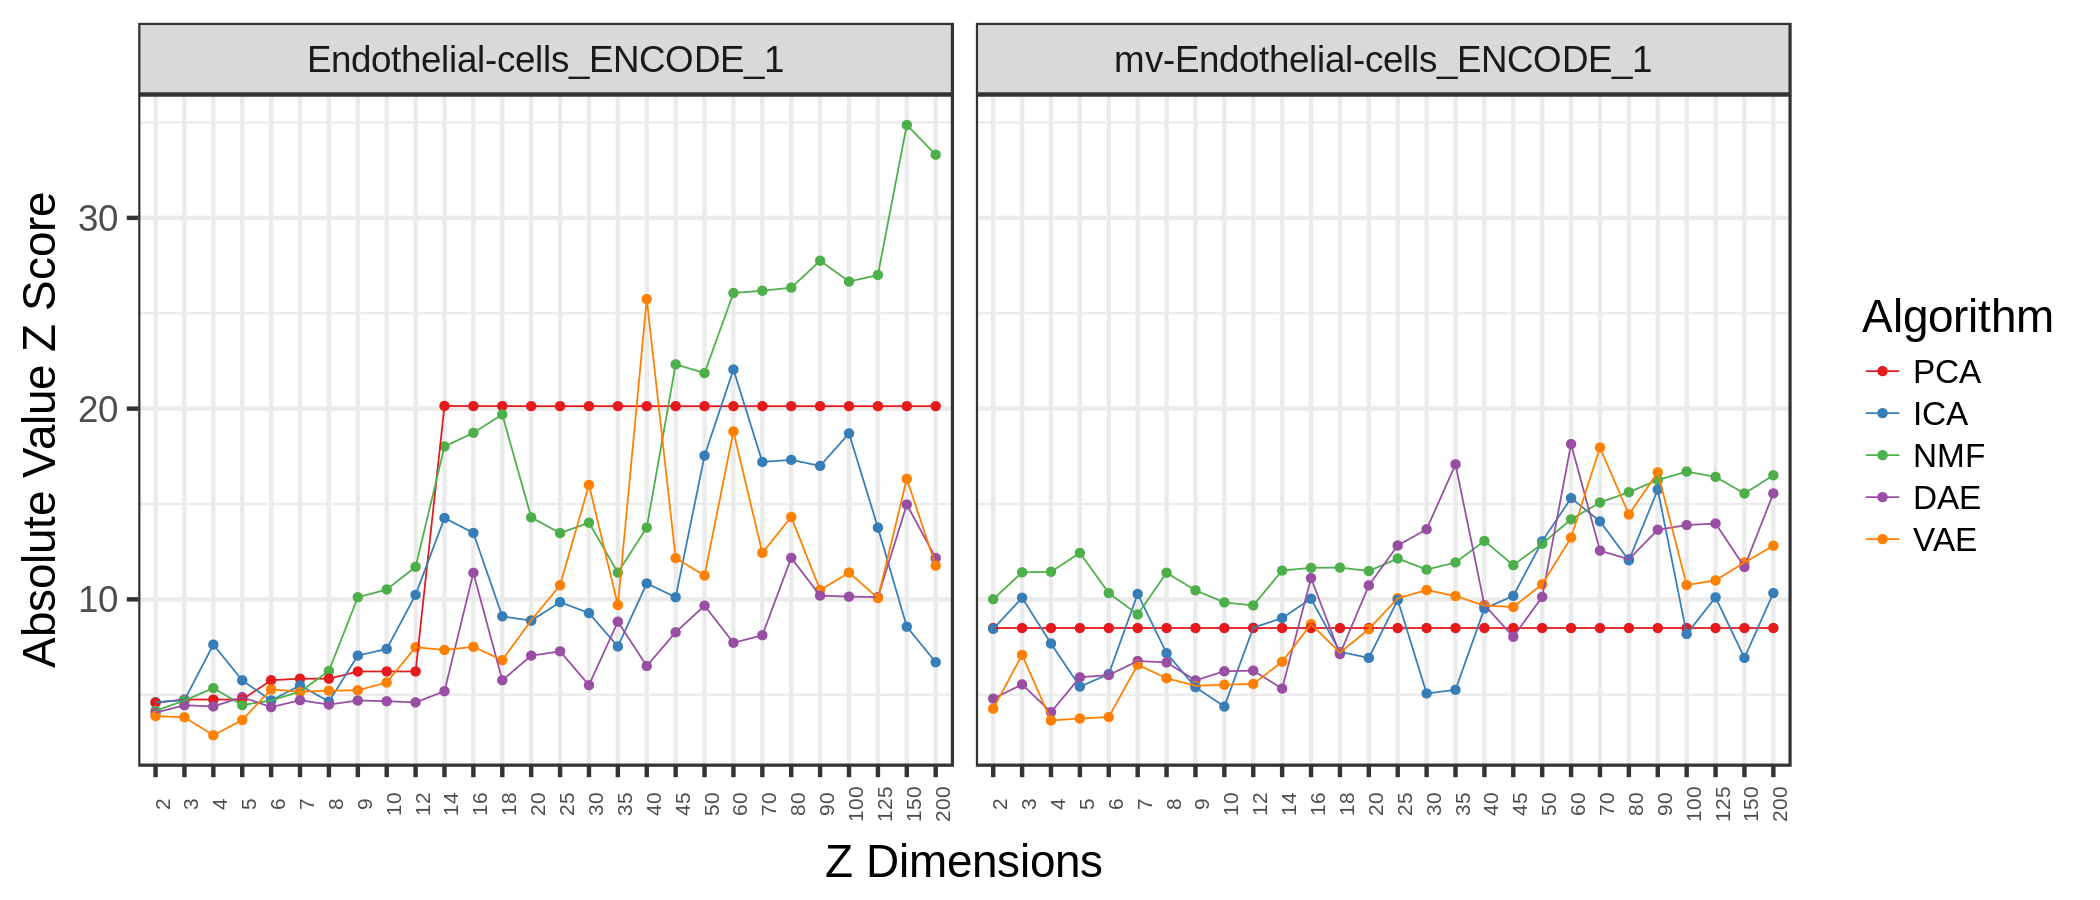 Endothelial-cells_ENCODE_1
mv-Endothelial-cells_ENCODE_1
Absolute Value Z Score
30
20
10
2 3 4 5 6 7 8 9 10 12 14 16 18 20 25 30 35 40 45 50 60 70 80 90 100 125 150 200
2 3 4 5 6 7 8 9 10 12 14 16 18 20 25 30 35 40 45 50 60 70 80 90 100 125 150 200
Z Dimensions
Algorithm
PCA
ICA
NMF
DAE
VAE